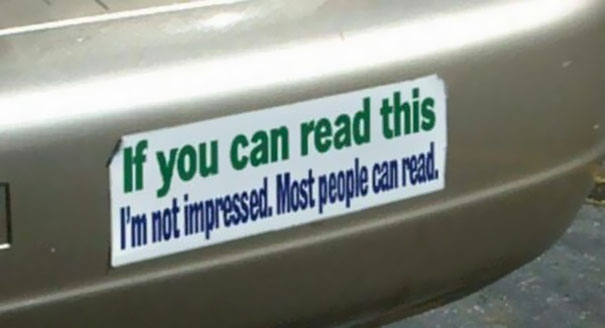 If you can read this
I'm not impressed. Most people can read.